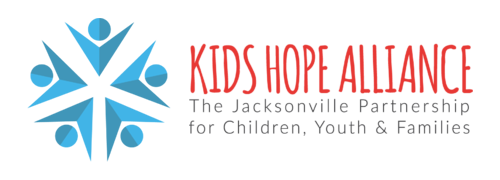 KIDS HOPE ALLIANCE
The Jacksonville Partnership
for Children, Youth & Families